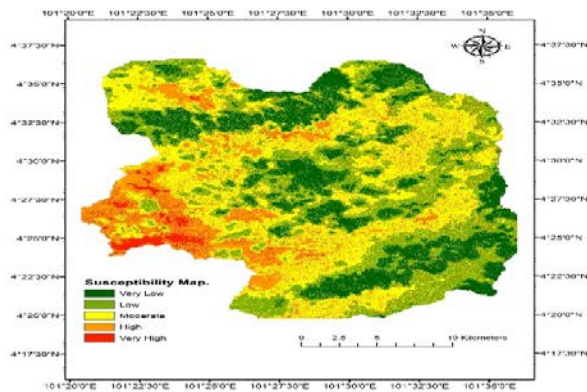 101°20'0"E 101°22'30"E 101°25'0"E 101°27'30"E 101°30'0"E 101°32'30"E 101°35'0"E
N
W E
S
4°37'30"N 4°37'30"N
4°35'0"N 4°35'0"N
4°32'30"N 4°32'30"N
4°30'0"N 4°30'0"N
4°27'30"N 4°27'30"N
4°25'0"N 4°25'0"N
4°22'30"N 4°22'30"N
4°20'0"N 4°20'0"N
4°17'30"N 4°17'30"N
Susceptibility Map.
Very Low
Low
Moderate
High
Very High
0 2.5 5 10 Kilometers
101°20'0"E 101°22'30"E 101°25'0"E 101°27'30"E 101°30'0"E 101°32'30"E 101°35'0"E